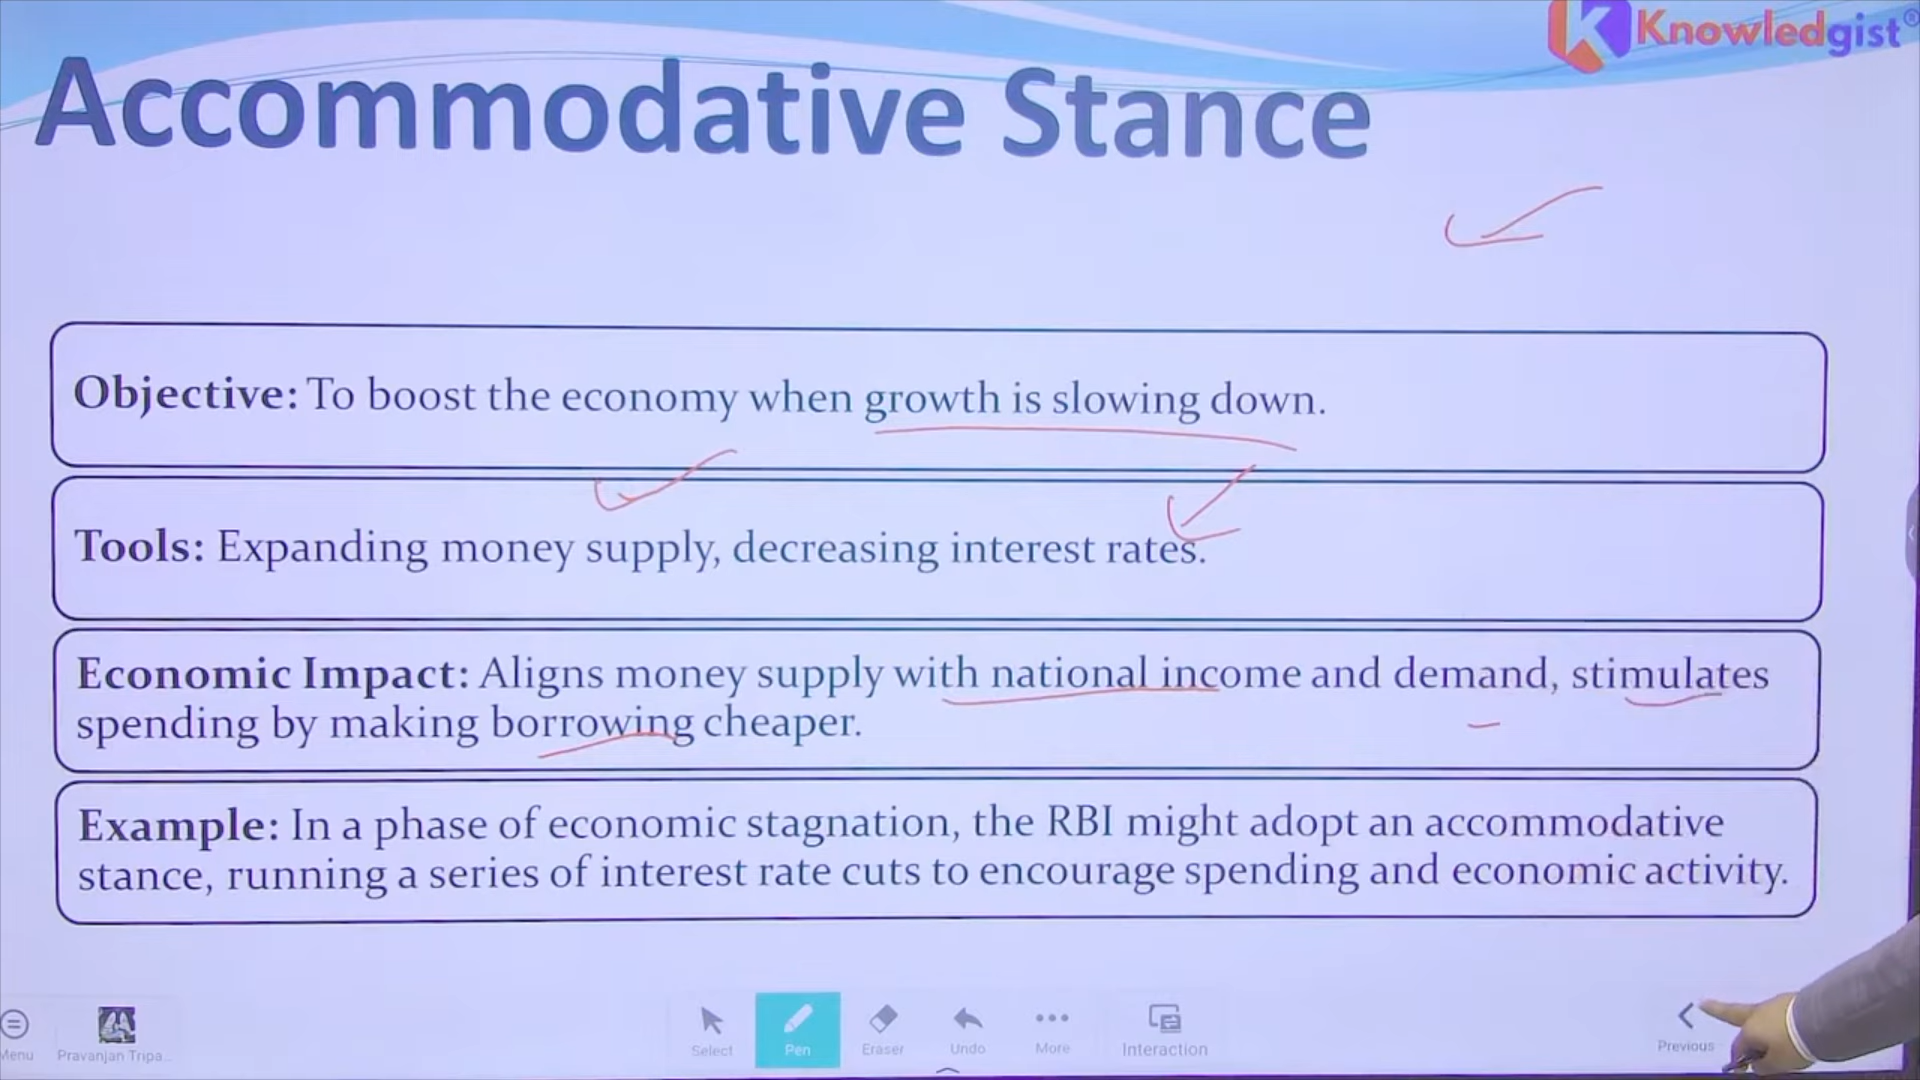 Knowledgist®
Accommodative Stance
Objective: To boost the economy when growth is slowing down.
Tools: Expanding money supply, decreasing interest rates.
Economic Impact: Aligns money supply with national income and demand, stimulates
spending by making borrowing cheaper.
Example: In a phase of economic stagnation, the RBI might adopt an accommodative
stance, running a series of interest rate cuts to encourage spending and economic activity.
Menu
Pravanjan Tripa...
Select
Pen
Eraser
Undo
More
Interaction
Previous